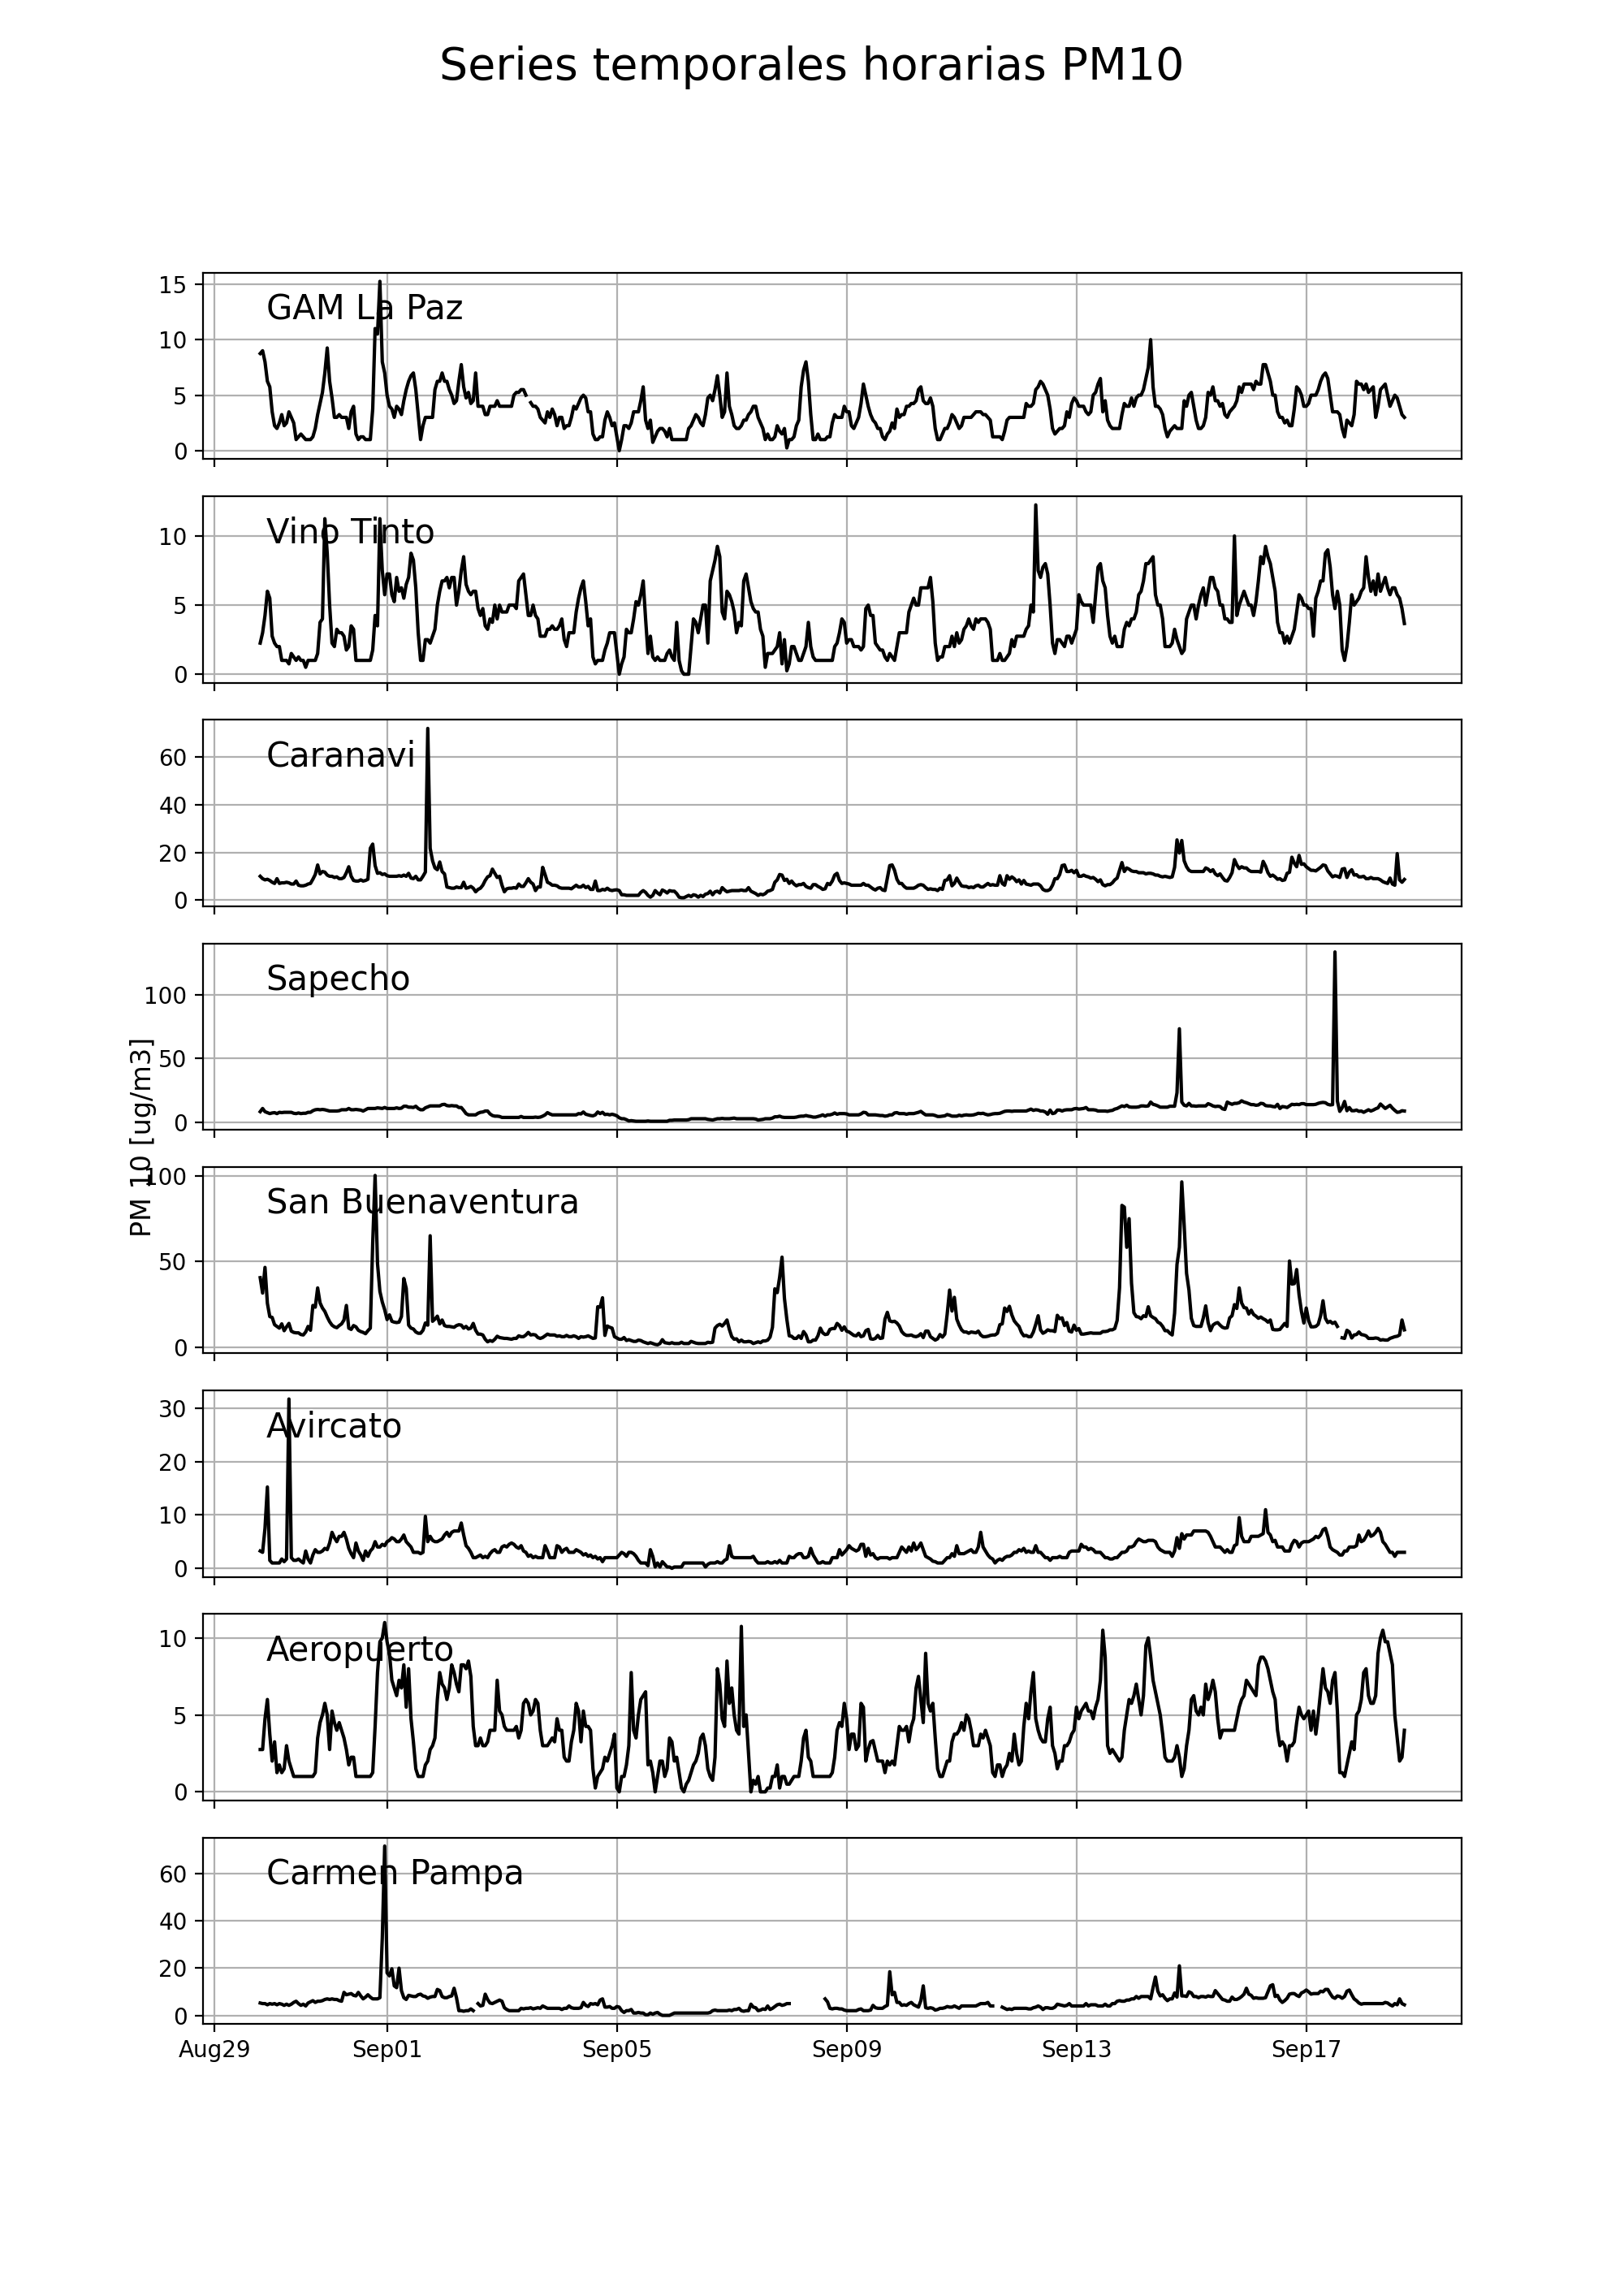 Series temporales horarias PM10
PM 10 [ug/m3]
GAM La Paz
15
10
5
0
Vino Tinto
10
5
0
Caranavi
60
40
20
0
Sapecho
100
50
0
San Buenaventura
100
50
0
Avircato
30
20
10
0
Aeropuerto
10
5
0
Carmen Pampa
60
40
20
0
Aug29 Sep01 Sep05 Sep09 Sep13 Sep17